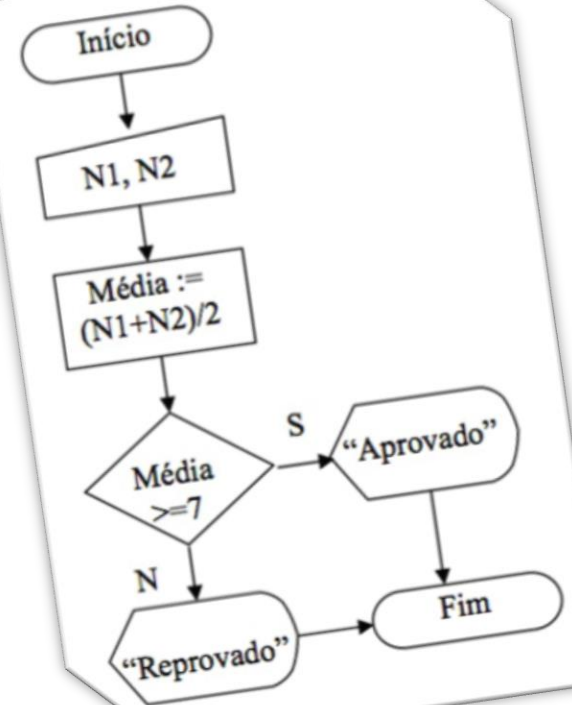 Início
N1, N2
Média :=
(N1+N2)/2
Média
>=7
S
“Aprovado”
N
“Reprovado”
Fim